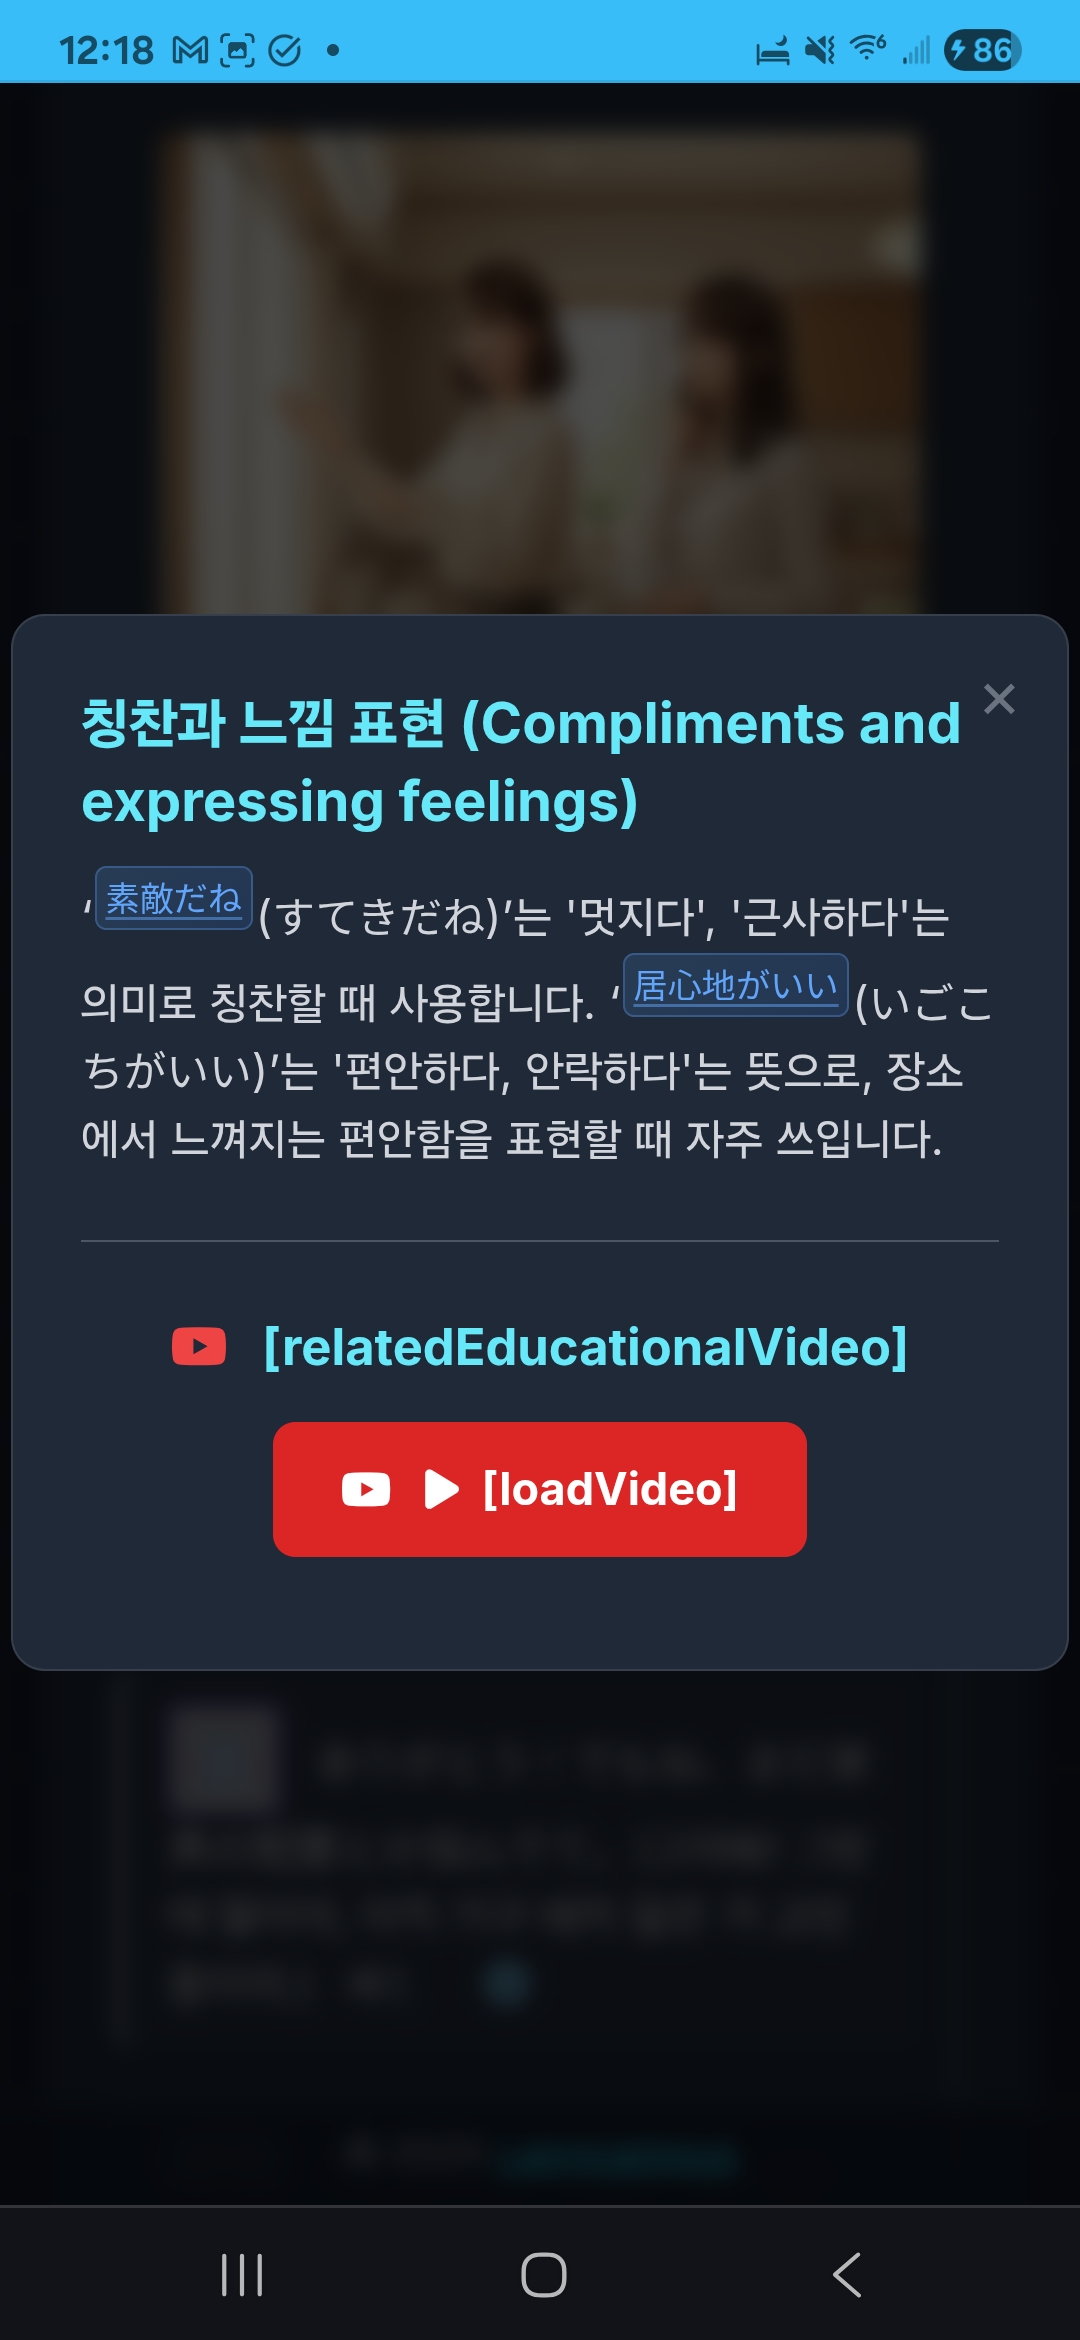 12:18
6
86
칭찬과 느낌 표현 (Compliments and
expressing feelings)
‘素敵だね(すてきだね)’는 '멋지다', '근사하다'는
의미로 칭찬할 때 사용합니다. ‘居心地がいい(いごこ
ちがいい)’는 '편안하다, 안락하다'는 뜻으로, 장소
에서 느껴지는 편안함을 표현할 때 자주 쓰입니다.
[relatedEducationalVideo]
[loadVideo]